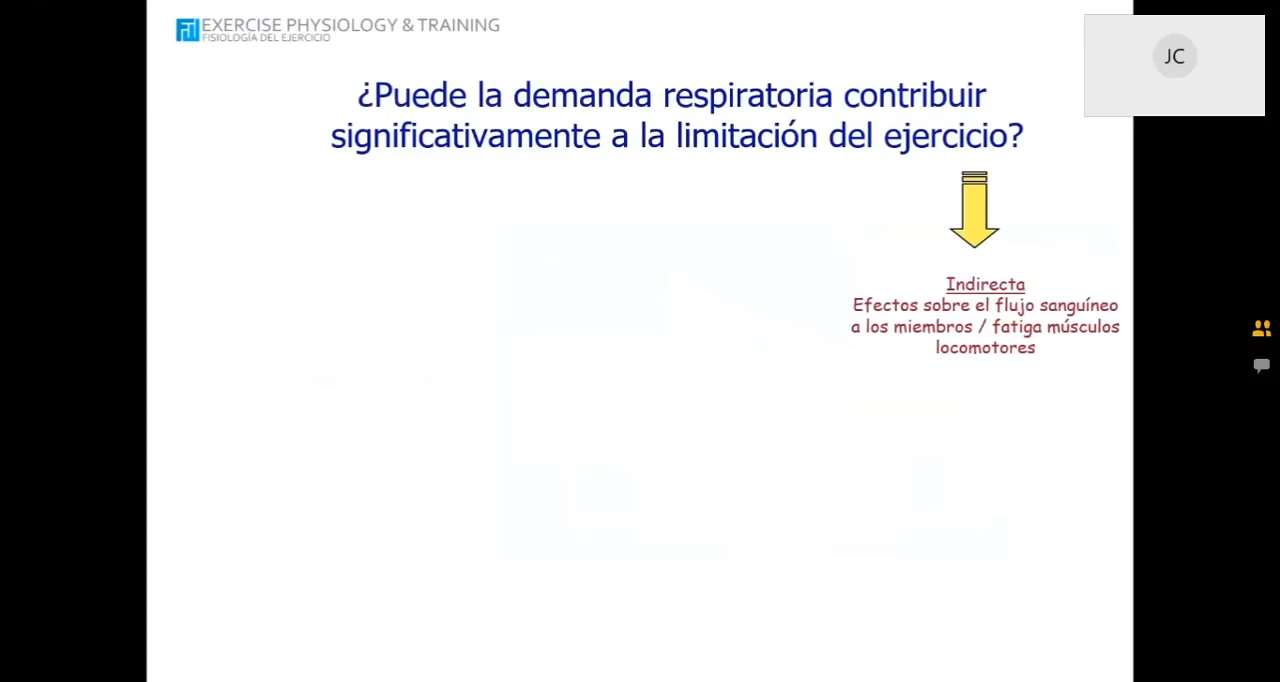 EXERCISE PHYSIOLOGY & TRAINING
FISIOLOGÍA DEL EJERCICIO
JC
¿Puede la demanda respiratoria contribuir
significativamente a la limitación del ejercicio?
Indirecta
Efectos sobre el flujo sanguíneo
a los miembros / fatiga músculos
locomotores